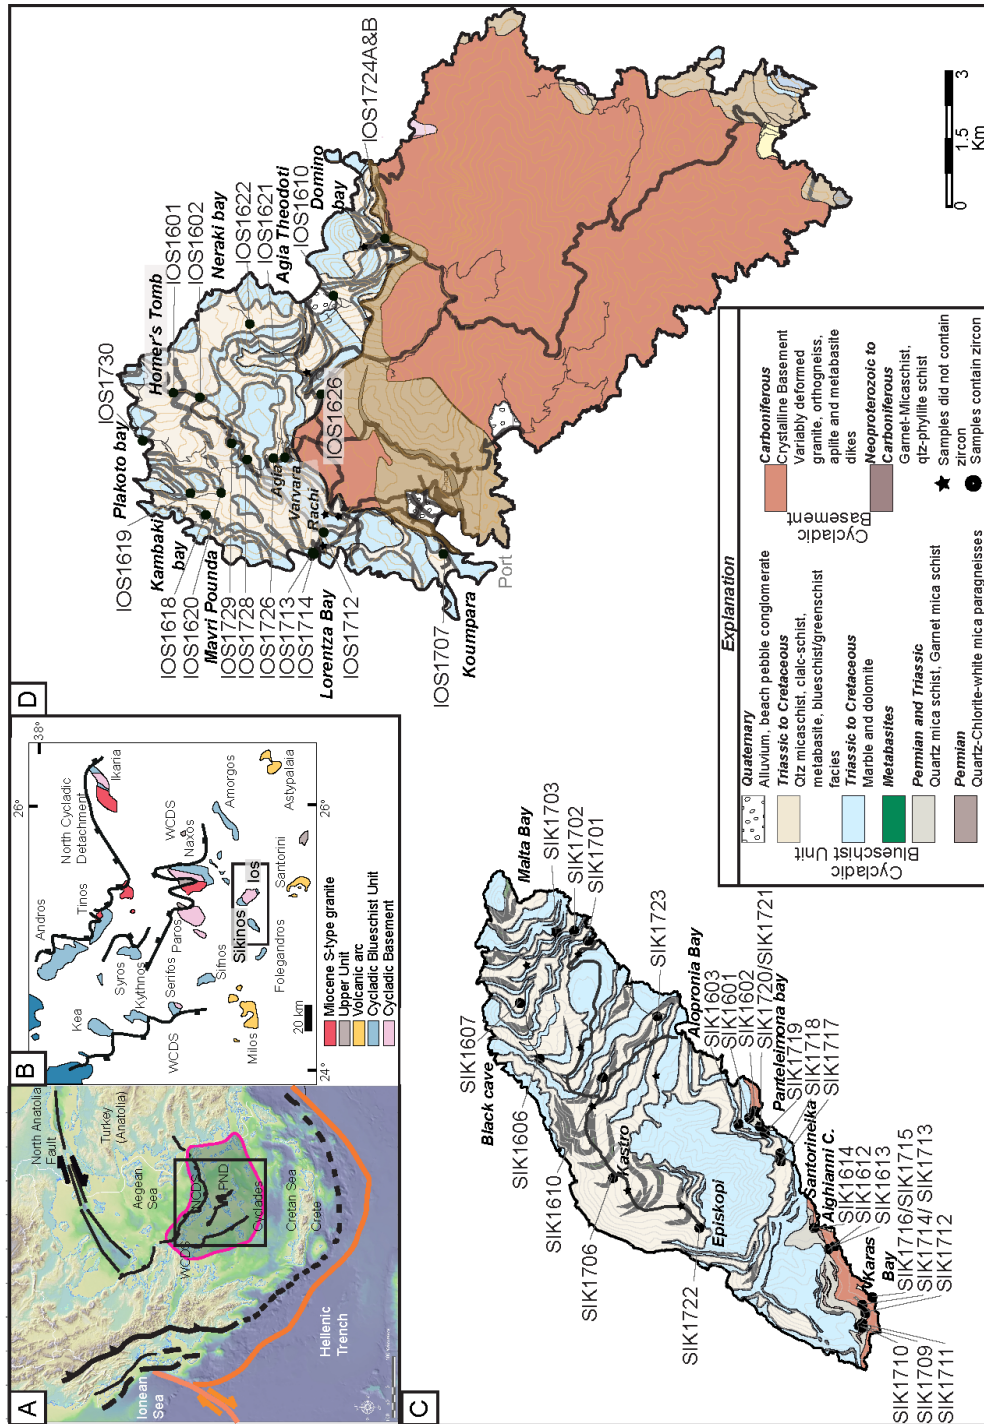 A
North Anatolia
Fault
Turkey
(Anatolia)
Aegean
Sea
NCDS
WCDS
PND
Cyclades
Cretan Sea
Crete
Ionean
Sea
Hellenic
Trench
B
38°
26°
24°
26°
Andros
Tinos
North Cycladic
Detachment
Ikaria
Kea
Syros
Kythnos
WCDS
Serifos
Paros
Naxos
WCDS
Sifnos
Amorgos
Sikinos
Ios
Milos
Folegandros
Santorini
Astypalaia
20 km
Miocene S-type granite
Upper Unit
Volcanic arc
Cycladic Blueschist Unit
Cycladic Basement
C
Black cave
SIK1607
SIK1606
SIK1610
SIK1706
SIK1722
Kastro
Episkopi
Malta Bay
SIK1703
SIK1702
SIK1701
SIK1723
Alopronia Bay
SIK1603
SIK1601
SIK1602
SIK1720/SIK1721
Panteleimona bay
SIK1719
SIK1718
SIK1717
Santorineika
Aighianni C.
SIK1614
SIK1612
SIK1613
Karas
Bay
SIK1716/SIK1715
SIK1714/ SIK1713
SIK1712
SIK1710
SIK1709
SIK1711
D
IOS1730
Homer's Tomb
IOS1601
IOS1602
Neraki bay
IOS1622
IOS1621
Agia Theodoti
IOS1610
Domino
bay
IOS1724A&B
Plakoto bay
IOS1619
Kambaki
bay
IOS1618
IOS1620
Mavri Pounda
IOS1729
IOS1728
IOS1726
IOS1713
IOS1714
Lorentza Bay
IOS1712
IOS1707
Koumpara
Port
Agia
Varvara
Rachi
IOS1626
0
1.5
3
Km
Explanation
Quaternary
Alluvium, beach pebble conglomerate
Cycladic
Blueschist Unit
Triassic to Cretaceous
Qtz micaschist, clalc-schist,
metabasite, blueschist/greenschist
facies
Triassic to Cretaceous
Marble and dolomite
Metabasites
Permian and Triassic
Quartz mica schist, Garnet mica schist
Permian
Quartz-Chlorite-white mica paragneisses
Cycladic
Basement
Carboniferous
Crystalline Basement
Variably deformed
granite, orthogneiss,
aplite and metabasite
dikes
Neoproterozoic to
Carboniferous
Garnet-Micaschist,
qtz-phyllite schist
Samples did not contain
zircon
Samples contain zircon